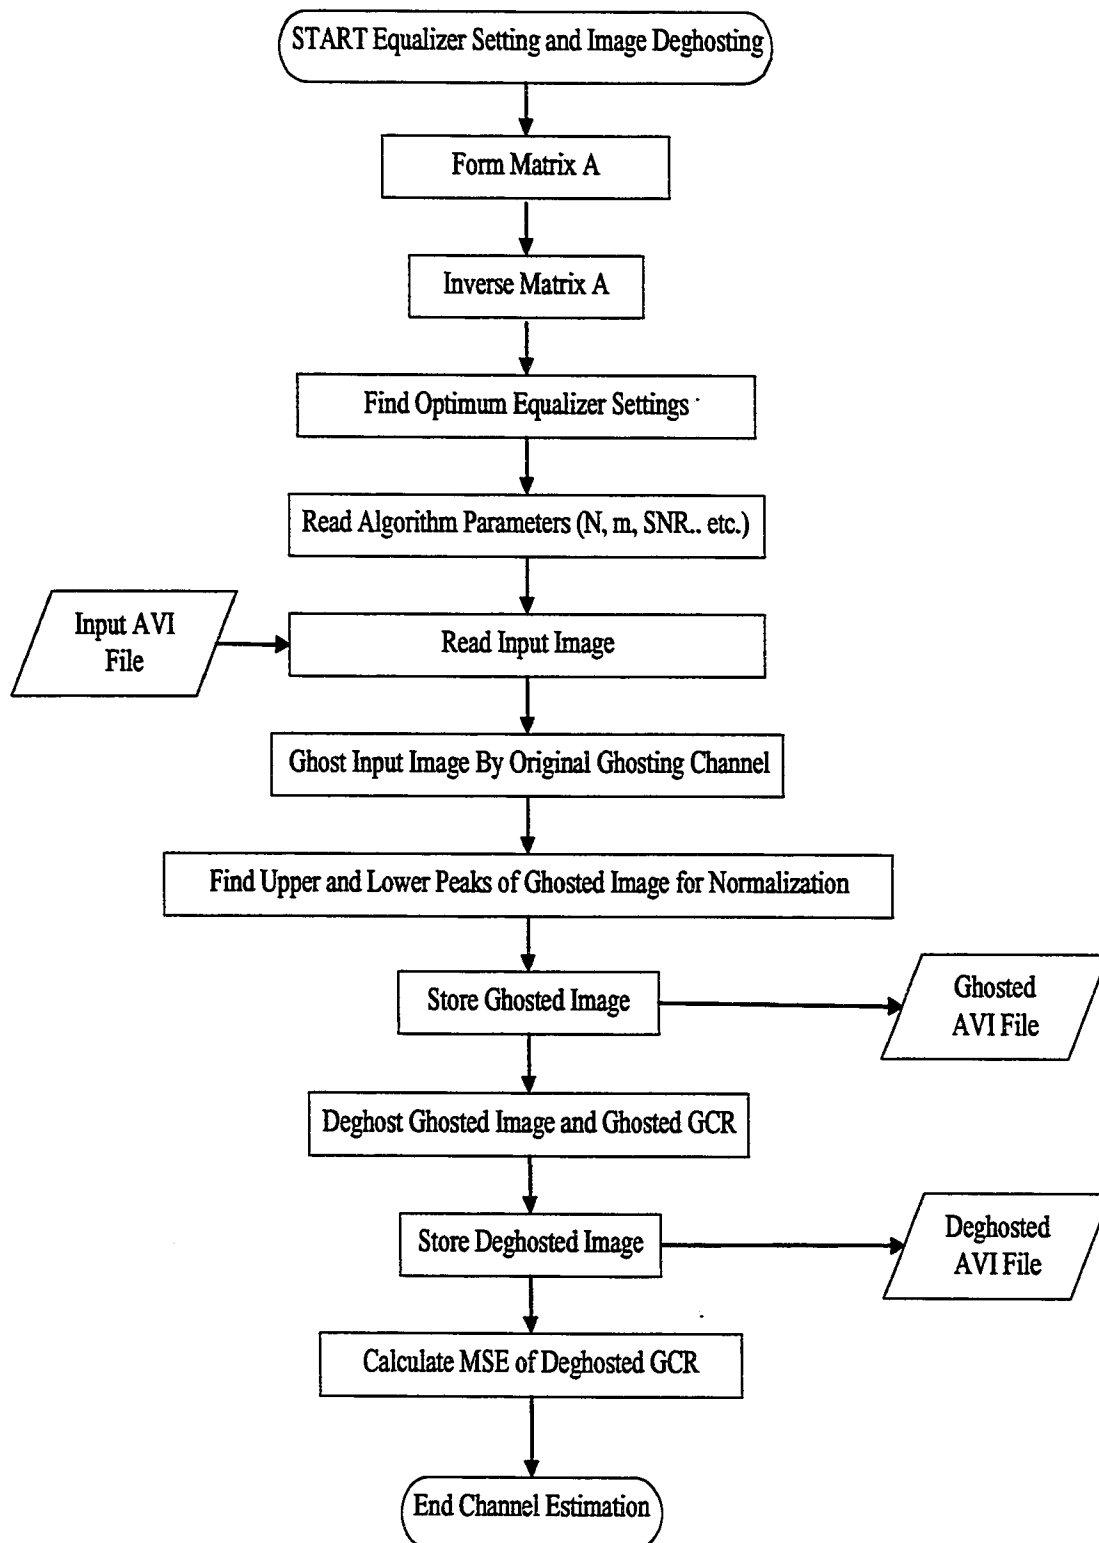 START Equalizer Setting and Image Deghosting
Form Matrix A
Inverse Matrix A
Find Optimum Equalizer Settings
Read Algorithm Parameters (N, m, SNR.. etc.)
Input AVI
File
Read Input Image
Ghost Input Image By Original Ghosting Channel
Find Upper and Lower Peaks of Ghosted Image for Normalization
Store Ghosted Image
Ghosted
AVI File
Deghost Ghosted Image and Ghosted GCR
Store Deghosted Image
Deghosted
AVI File
Calculate MSE of Deghosted GCR
End Channel Estimation